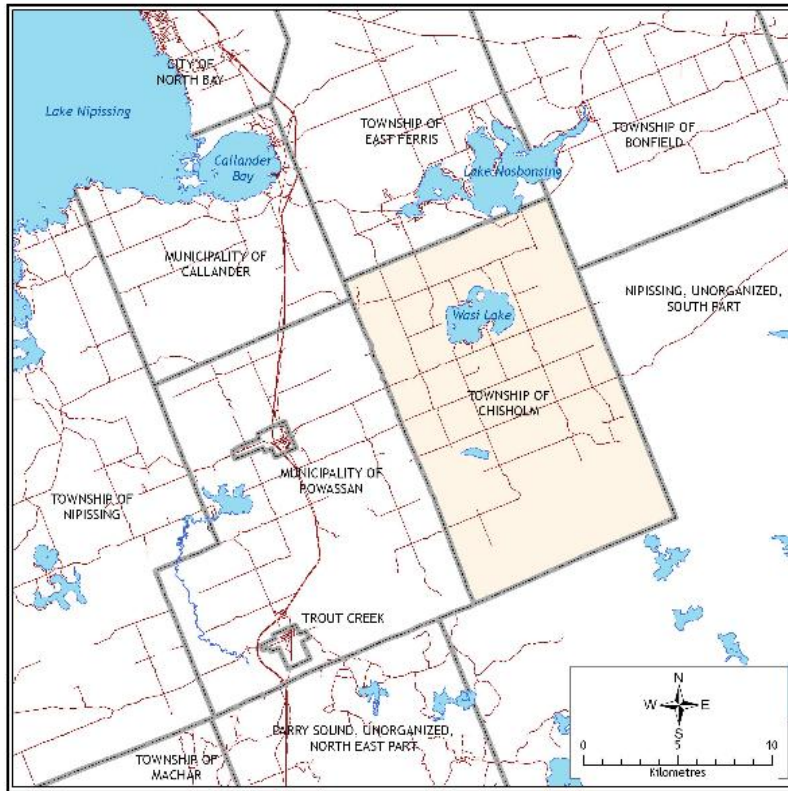 CITY OF
NORTH BAY
Lake Nipissing
TOWNSHIP OF
EAST FERRIS
TOWNSHIP OF
BONFIELD
Callander
Bay
Lake Nosbonsing
MUNICIPALITY OF
CALLANDER
NIPISSING, UNORGANIZED,
SOUTH PART
Wasi Lake
TOWNSHIP OF
CHISHOLM
MUNICIPALITY OF
POWASSAN
TOWNSHIP OF
NIPISSING
TROUT CREEK
PARRY SOUND, UNORGANIZED,
NORTH EAST PART
TOWNSHIP OF
MACHAR
N
W E
S
0 5 10
Kilometres